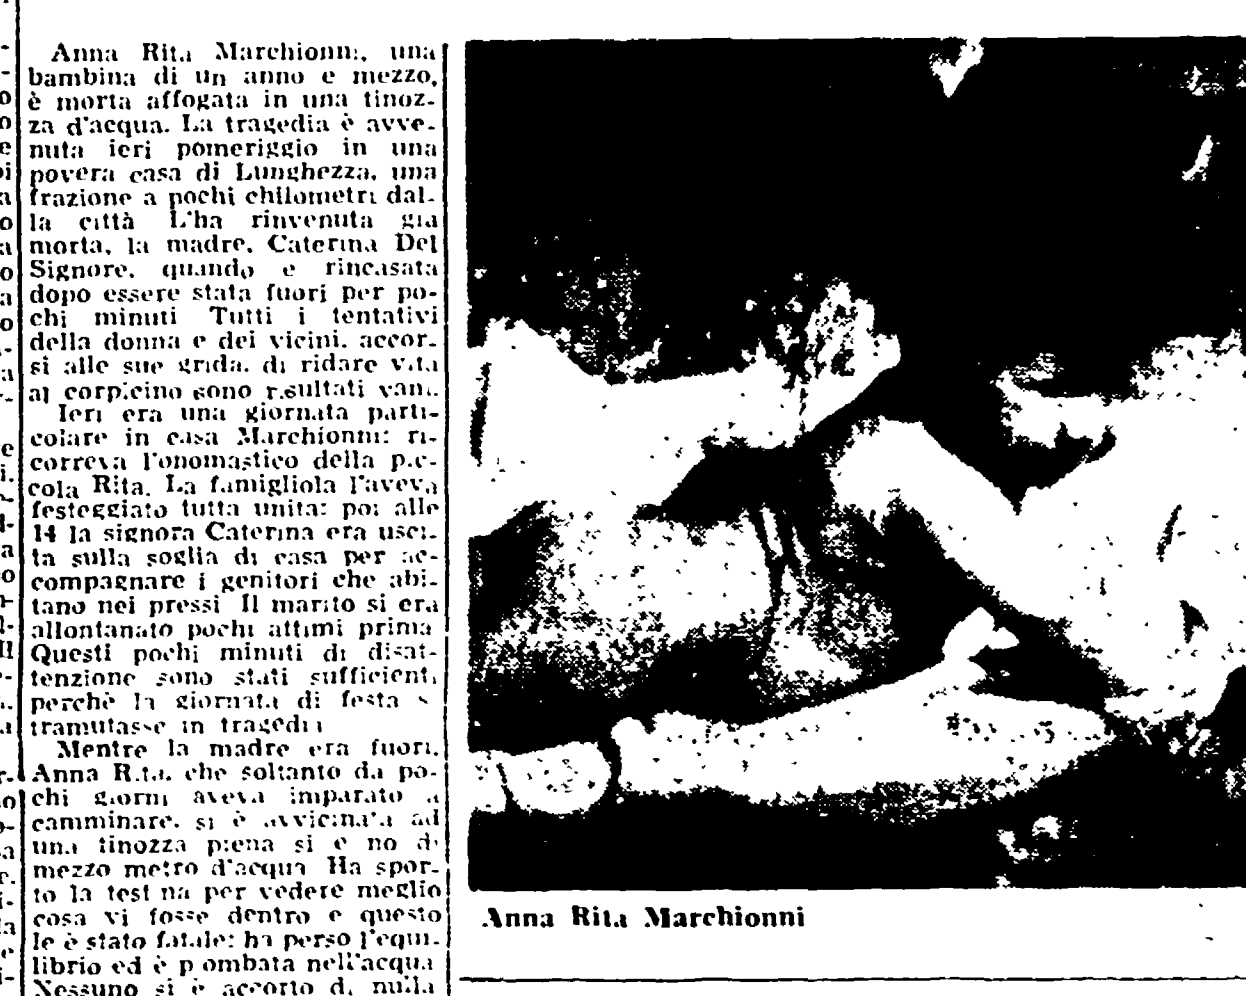 Anna Rita Marchionni, una
bambina di un anno e mezzo,
è morta affogata in una tinoz-
za d'acqua. La tragedia è avve-
nuta ieri pomeriggio in una
povera casa di Lunghezza, una
frazione a pochi chilometri dal-
la città L'ha rinvenuta già
morta, la madre, Caterina Del
Signore, quando e rincasata
dopo essere stata fuori per po-
chi minuti Tutti i tentativi
della donna e dei vicini, accor-
si alle sue grida, di ridare vita
al corpicino sono risultati vani.
Ieri era una giornata parti-
colare in casa Marchionni: ri-
correva l'onomastico della pic-
cola Rita. La famigliola l'aveva
festeggiato tutta unita: poi alle
14 la signora Caterina era usci-
ta sulla soglia di casa per ac-
compagnare i genitori che abi-
tano nei pressi Il marito si era
allontanato pochi attimi prima
Questi pochi minuti di disat-
tenzione sono stati sufficienti
perchè la giornata di festa s
tramutasse in tragedia
Mentre la madre era fuori,
Anna Rita, che soltanto da po-
chi giorni aveva imparato a
camminare, si è avvicinata ad
una tinozza piena si e no di
mezzo metro d'acqua Ha spor-
to la testina per vedere meglio
cosa vi fosse dentro e questo
le è stato fatale: ha perso l'equi-
librio ed è piombata nell'acqua
Nessuno si è accorto di nulla
Anna Rita Marchionni